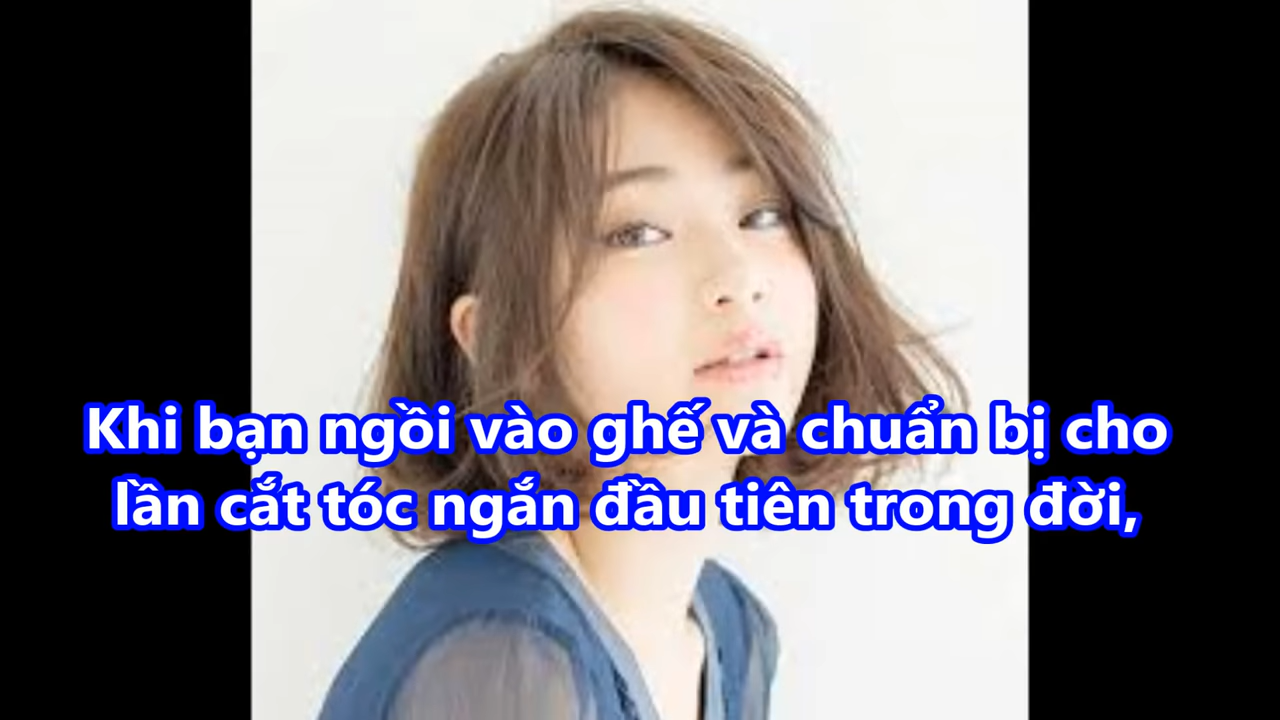 Khi bạn ngồi vào ghế và chuẩn bị cho
lần cắt tóc ngắn đầu tiên trong đời,